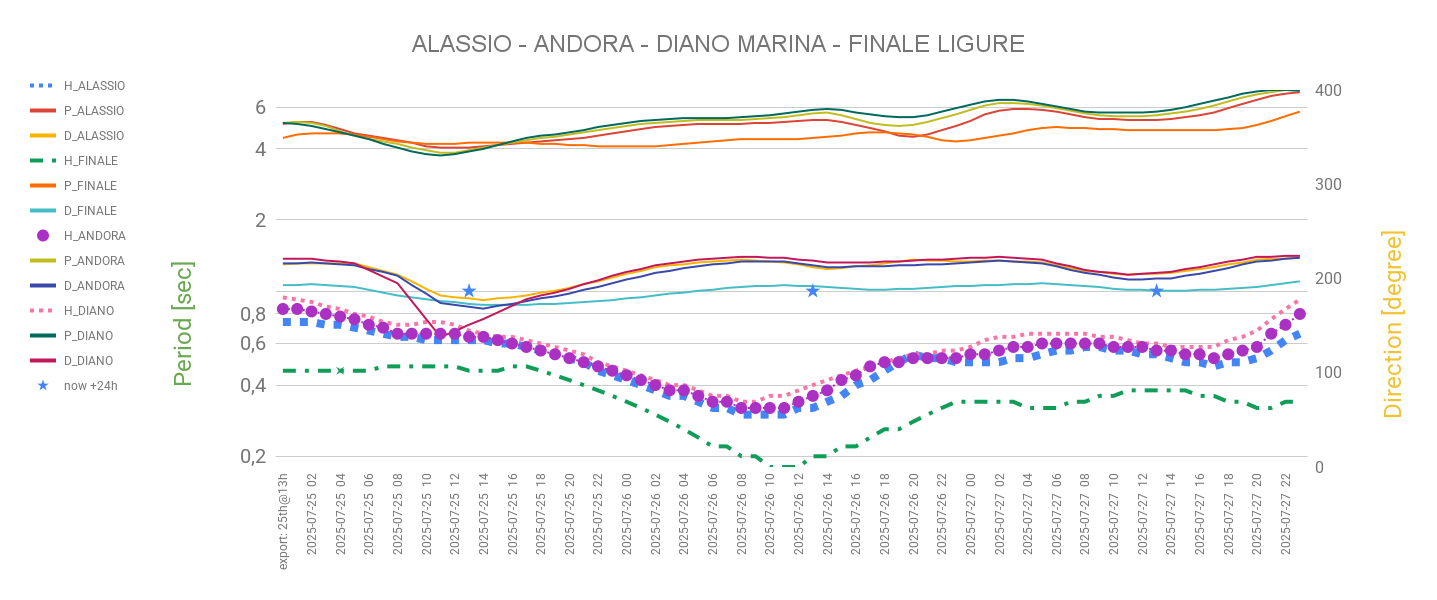 ALASSIO - ANDORA - DIANO MARINA - FINALE LIGURE
H_ALASSIO
P_ALASSIO
D_ALASSIO
H_FINALE
P_FINALE
D_FINALE
H_ANDORA
P_ANDORA
D_ANDORA
H_DIANO
P_DIANO
D_DIANO
now +24h
Period [sec]
6
4
2
0,8
0,6
0,4
0,2
400
300
200
100
0
Direction [degree]
export: 25th@13h
2025-07-25 02
2025-07-25 04
2025-07-25 06
2025-07-25 08
2025-07-25 10
2025-07-25 12
2025-07-25 14
2025-07-25 16
2025-07-25 18
2025-07-25 20
2025-07-25 22
2025-07-26 00
2025-07-26 02
2025-07-26 04
2025-07-26 06
2025-07-26 08
2025-07-26 10
2025-07-26 12
2025-07-26 14
2025-07-26 16
2025-07-26 18
2025-07-26 20
2025-07-26 22
2025-07-27 00
2025-07-27 02
2025-07-27 04
2025-07-27 06
2025-07-27 08
2025-07-27 10
2025-07-27 12
2025-07-27 14
2025-07-27 16
2025-07-27 18
2025-07-27 20
2025-07-27 22